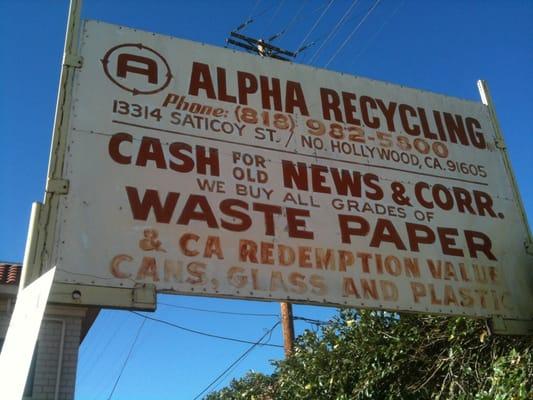 A ALPHA RECYCLING
Phone: (818) 982-5800
13314 SATICOY ST. / NO. HOLLYWOOD, CA. 91605
CASH FOR OLD NEWS & CORR.
WE BUY ALL GRADES OF
WASTE PAPER
& CA REDEMPTION VALUE
CANS, GLASS AND PLASTIC